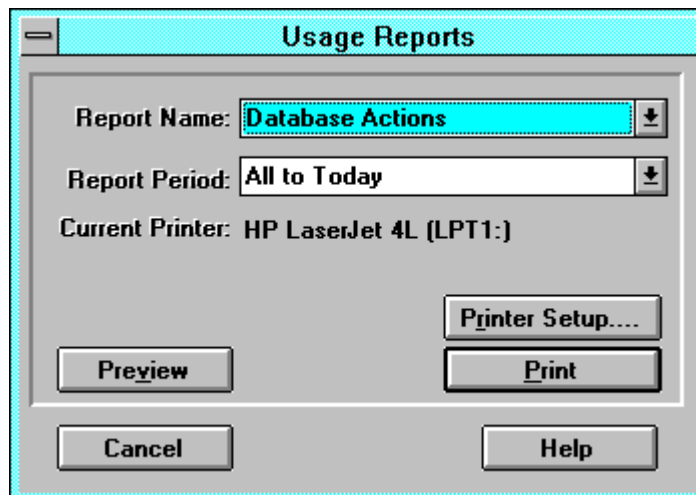 Usage Reports
Report Name: Database Actions
Report Period: All to Today
Current Printer: HP LaserJet 4L (LPT1:)
Printer Setup....
Preview Print
Cancel Help